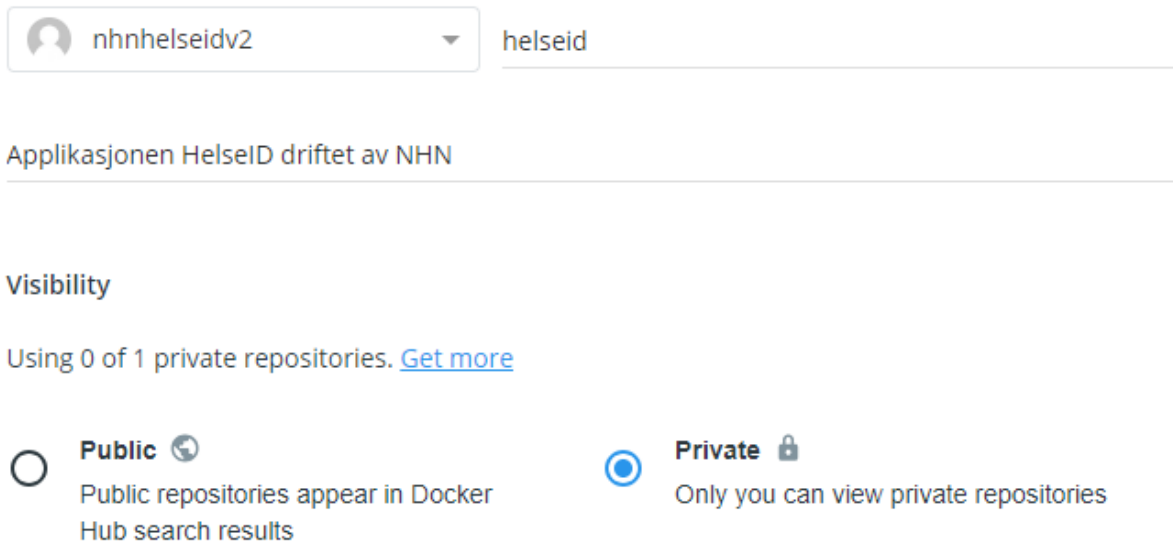 nhnhelseidv2 helseid
Applikasjonen HelseID driftet av NHN
Visibility
Using 0 of 1 private repositories. Get more
Public
Public repositories appear in Docker
Hub search results
Private
Only you can view private repositories